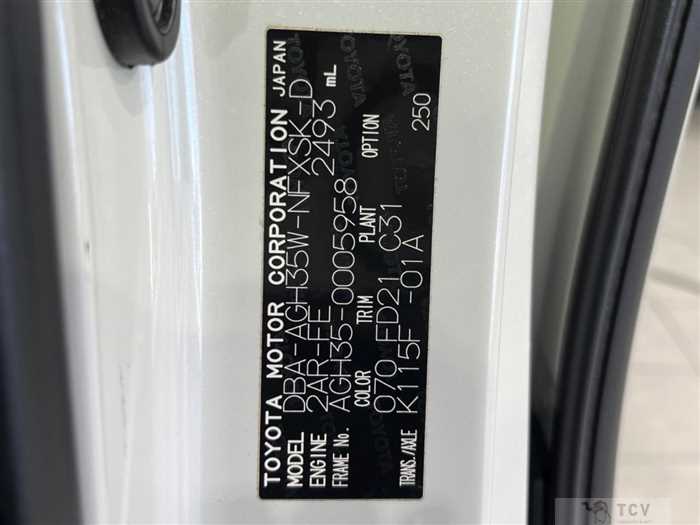 TOYOTA MOTOR CORPORATION JAPAN
MODEL DBA-AGH35W-NFXSK-D
ENGINE 2AR-FE 2493 mL
FRAME No. AGH35-0005958
COLOR TRIM PLANT OPTION
070 FD21 C31 250
TRANS./AXLE K115F -01A
TCV